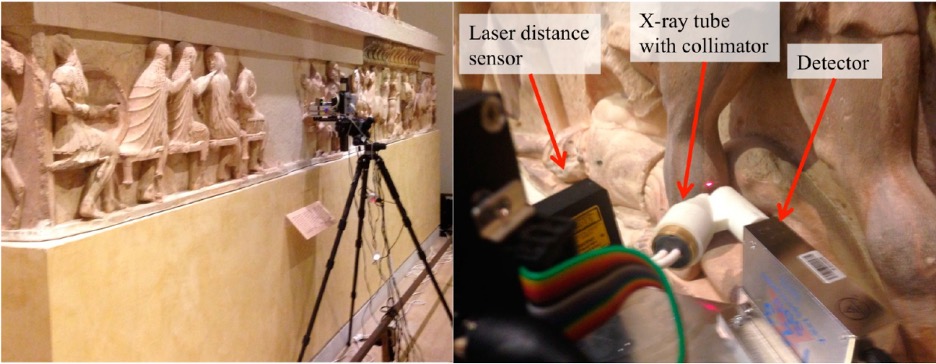 Laser distance
sensor
X-ray tube
with collimator
Detector